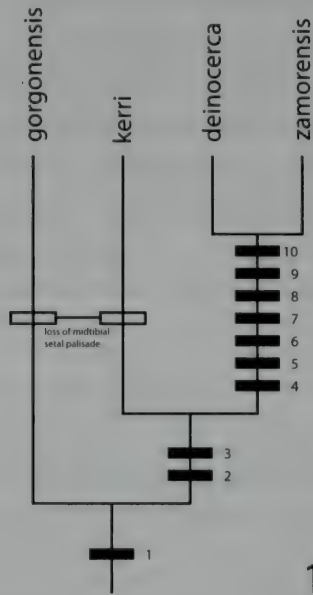 gorgonensis
kerri
deinocerca
zamorensis
loss of midtibial
setal palisade
10
9
8
7
6
5
4
3
2
1
1